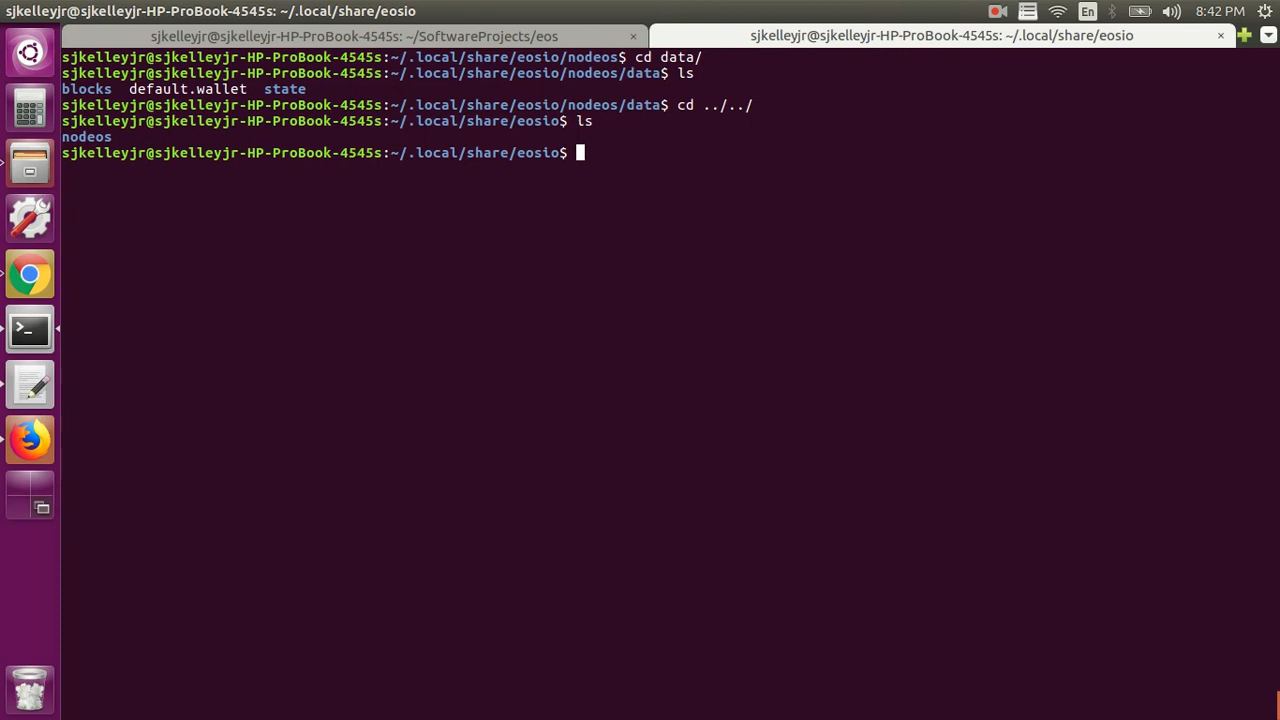 sjkelleyjr@sjkelleyjr-HP-ProBook-4545s: ~/.local/share/eosio
En
8:42 PM
sjkelleyjr@sjkelleyjr-HP-ProBook-4545s: ~/SoftwareProjects/eos
×
sjkelleyjr@sjkelleyjr-HP-ProBook-4545s: ~/.local/share/eosio
×
sjkelleyjr@sjkelleyjr-HP-ProBook-4545s:~/.local/share/eosio/nodeos$ cd data/
sjkelleyjr@sjkelleyjr-HP-ProBook-4545s:~/.local/share/eosio/nodeos/data$ ls
blocks  default.wallet  state
sjkelleyjr@sjkelleyjr-HP-ProBook-4545s:~/.local/share/eosio/nodeos/data$ cd ../../
sjkelleyjr@sjkelleyjr-HP-ProBook-4545s:~/.local/share/eosio$ ls
nodeos
sjkelleyjr@sjkelleyjr-HP-ProBook-4545s:~/.local/share/eosio$